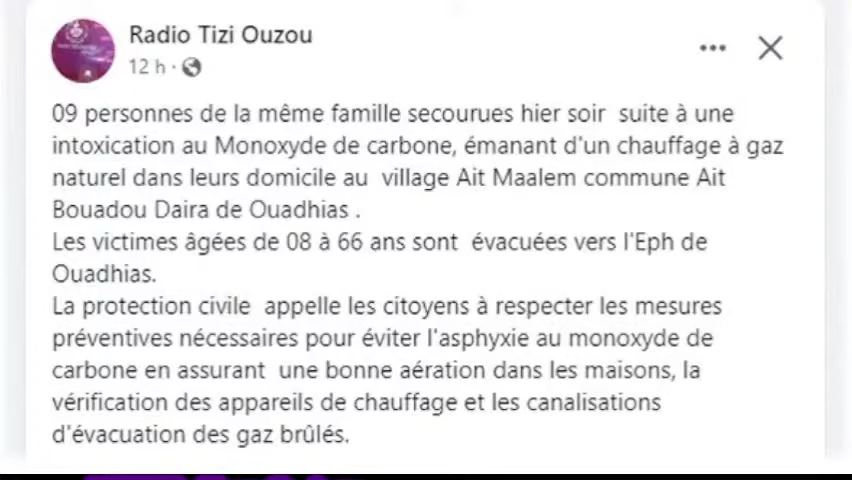 Radio Tizi Ouzou
12 h ·
09 personnes de la même famille secourues hier soir suite à une
intoxication au Monoxyde de carbone, émanant d'un chauffage à gaz
naturel dans leurs domicile au village Ait Maalem commune Ait
Bouadou Daira de Ouadhias .
Les victimes âgées de 08 à 66 ans sont évacuées vers l'Eph de
Ouadhias.
La protection civile appelle les citoyens à respecter les mesures
préventives nécessaires pour éviter l'asphyxie au monoxyde de
carbone en assurant une bonne aération dans les maisons, la
vérification des appareils de chauffage et les canalisations
d'évacuation des gaz brûlés.